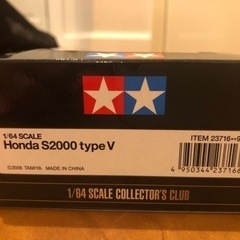 1/64 SCALE
Honda S2000 type V
ITEM 23716
©2008 TAMIYA MADE IN CHINA
4 950344 23716
1/64 SCALE COLLECTOR'S CLUB